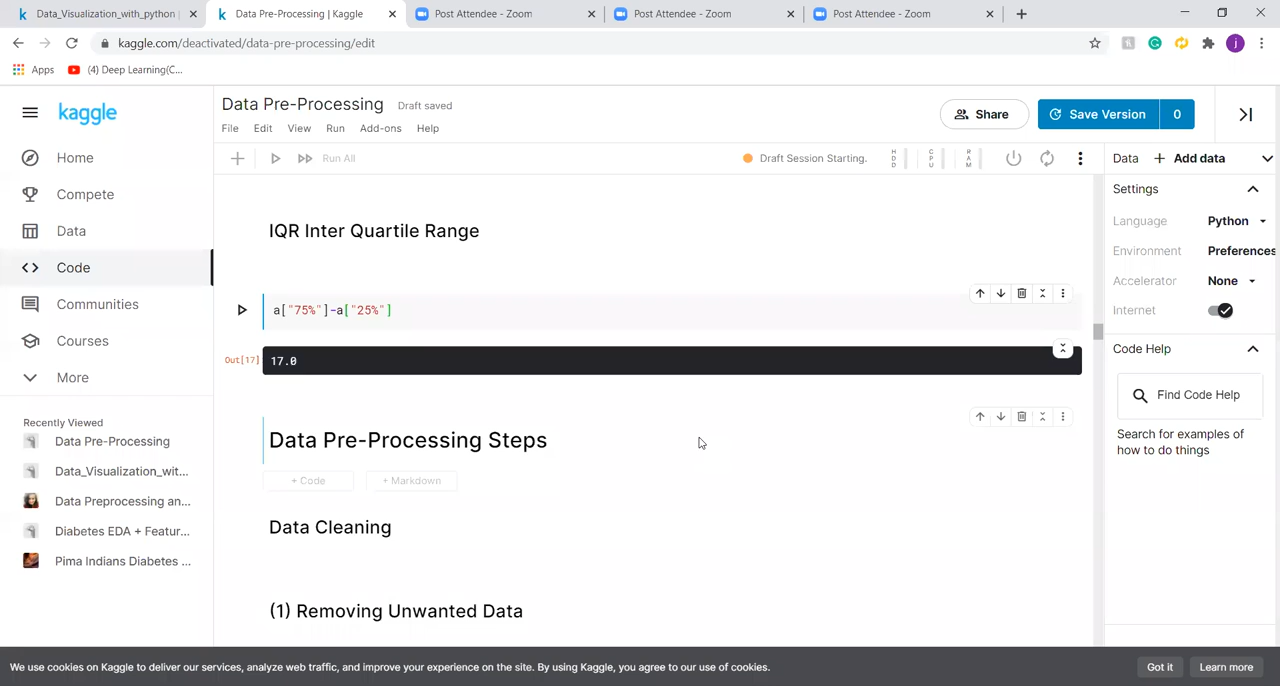 Data_Visualization_with_python |
Data Pre-Processing | Kaggle
Post Attendee - Zoom
Post Attendee - Zoom
Post Attendee - Zoom
kaggle.com/deactivated/data-pre-processing/edit
j
Apps
(4) Deep Learning(C...
kaggle
Home
Compete
Data
Code
Communities
Courses
More
Recently Viewed
Data Pre-Processing
Data_Visualization_wit...
Data Preprocessing an...
Diabetes EDA + Featur...
Pima Indians Diabetes ...
Data Pre-Processing Draft saved
File Edit View Run Add-ons Help
Share
Save Version 0
Run All
Draft Session Starting.
HDD
CPU
RAM
IQR Inter Quartile Range
a["75%"]-a["25%"]
Out[17]:
17.0
Data Pre-Processing Steps
+ Code + Markdown
Data Cleaning
(1) Removing Unwanted Data
Data + Add data
Settings
Language Python
Environment Preferences
Accelerator None
Internet
Code Help
Find Code Help
Search for examples of
how to do things
We use cookies on Kaggle to deliver our services, analyze web traffic, and improve your experience on the site. By using Kaggle, you agree to our use of cookies.
Got it
Learn more